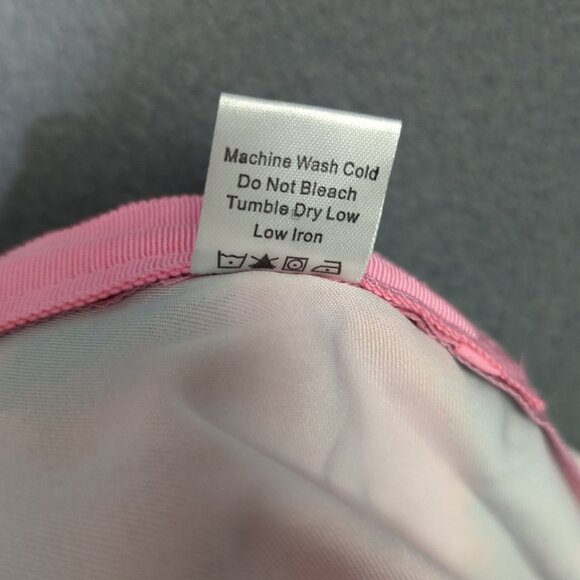 Machine Wash Cold
Do Not Bleach
Tumble Dry Low
Low Iron